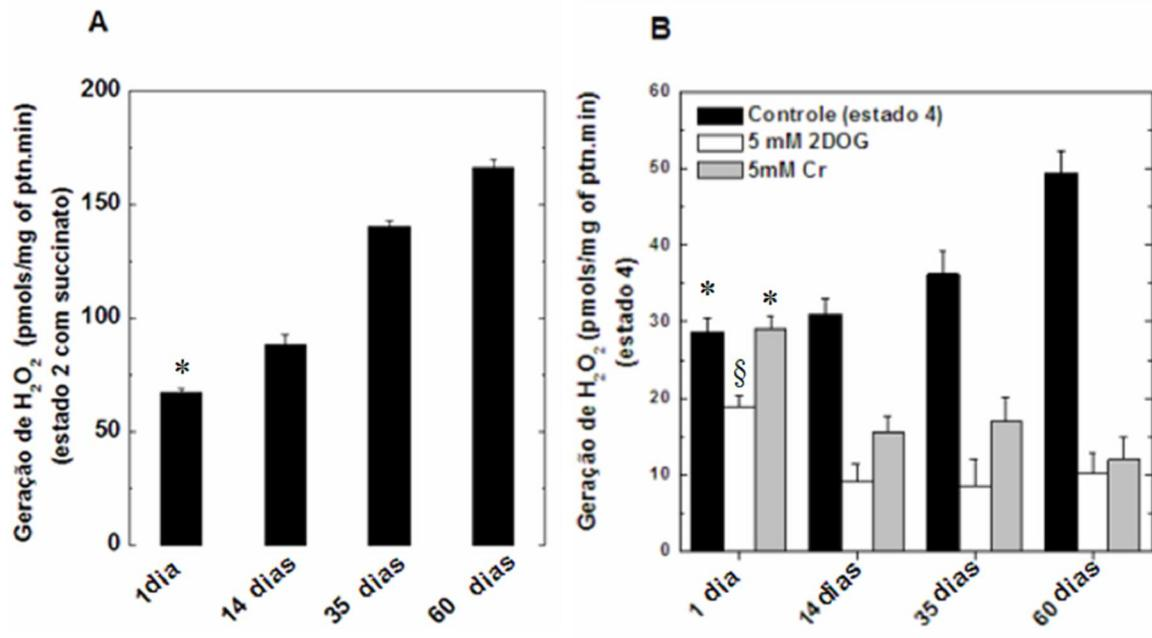 A
Geração de H₂O₂ (pmols/mg of ptn.min)
(estado 2 com succinato)
200
150
100
50
0
*
1dia
14 dias
35 dias
60 dias
B
Geração de H₂O₂ (pmols/mg of ptn.min)
(estado 4)
60
50
40
30
20
10
0
Controle (estado 4)
5 mM 2DOG
5mM Cr
*
§
*
1 dia
14 dias
35 dias
60 dias